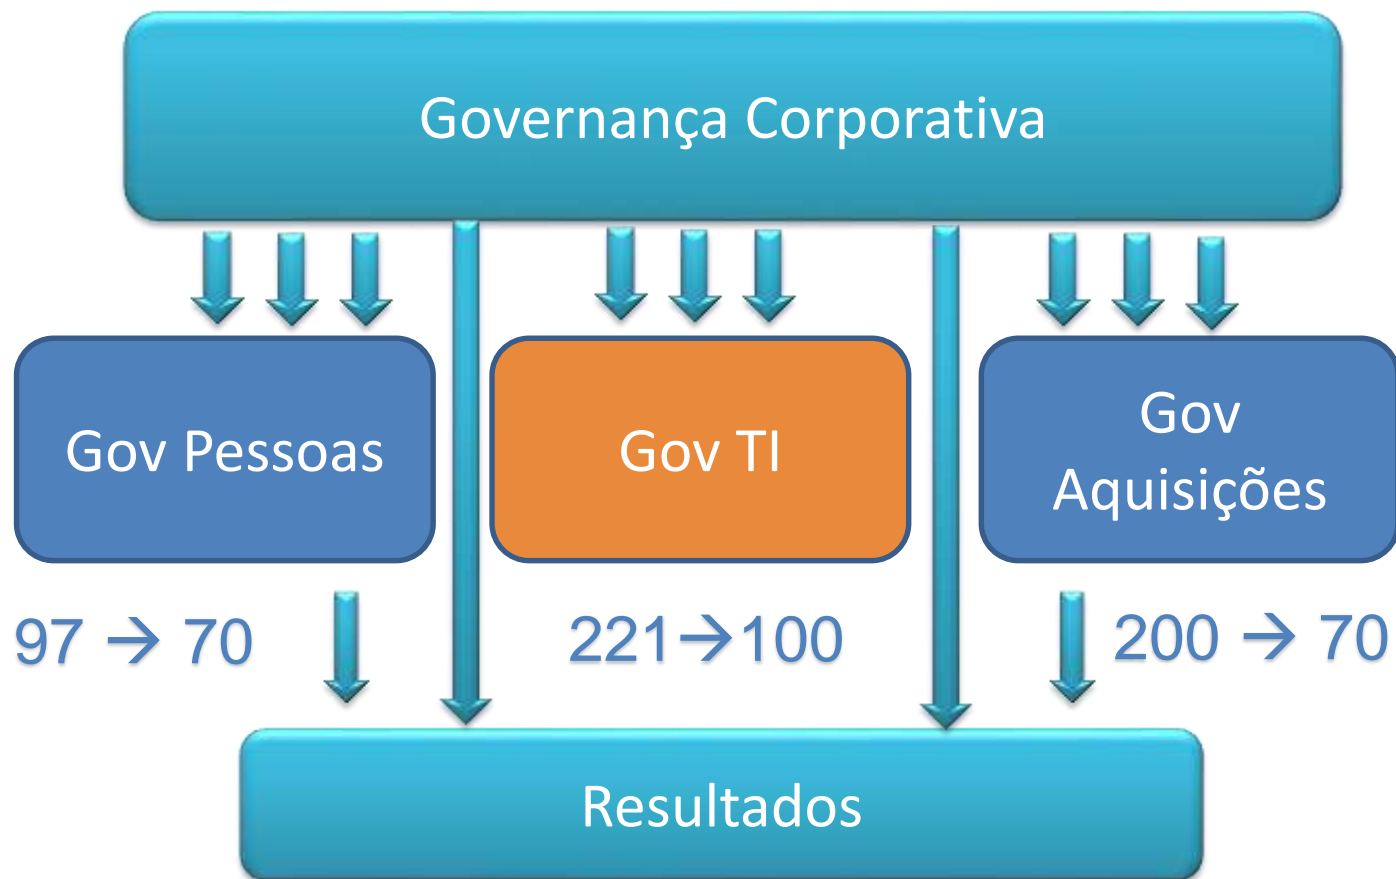 Governança Corporativa
Gov Pessoas
Gov TI
Gov
Aquisições
97 → 70
221→100
200 → 70
Resultados